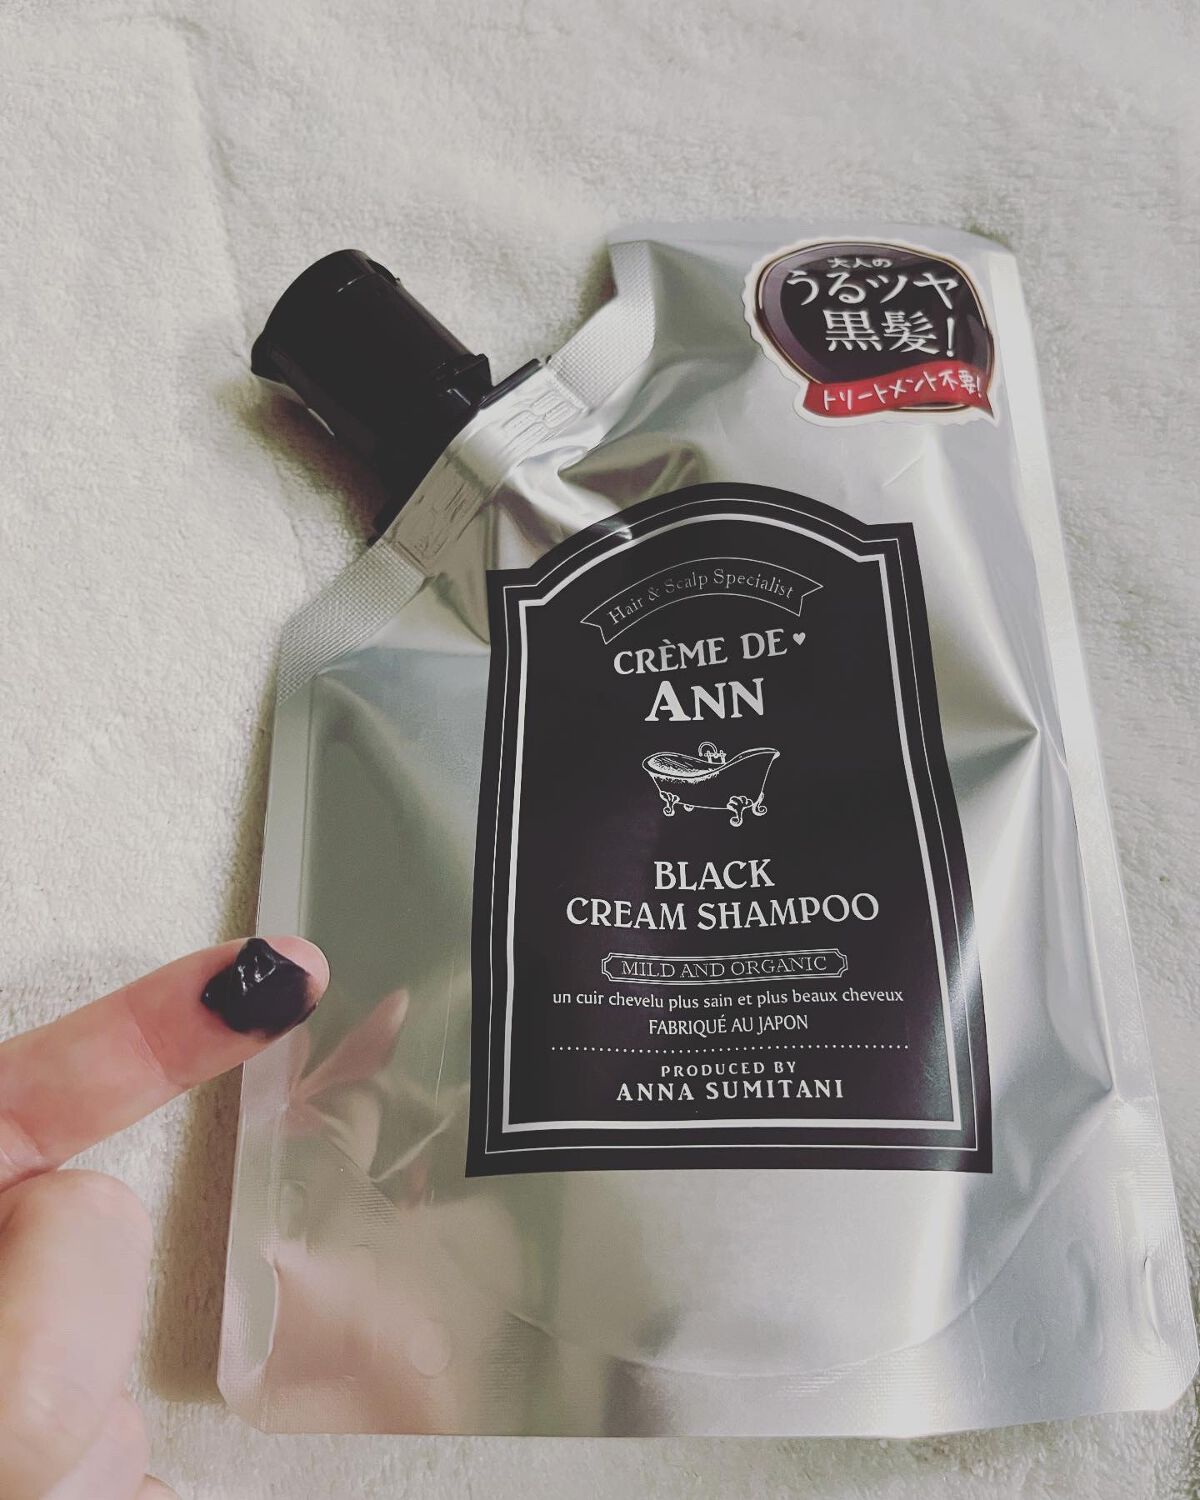 大人の
うるツヤ
黒髪!
トリートメント不要!
Hair & Scalp Specialist
CRÈME DE♥
ANN
BLACK
CREAM SHAMPOO
MILD AND ORGANIC
un cuir chevelu plus sain et plus beaux cheveux
FABRIQUÉ AU JAPON
PRODUCED BY
ANNA SUMITANI